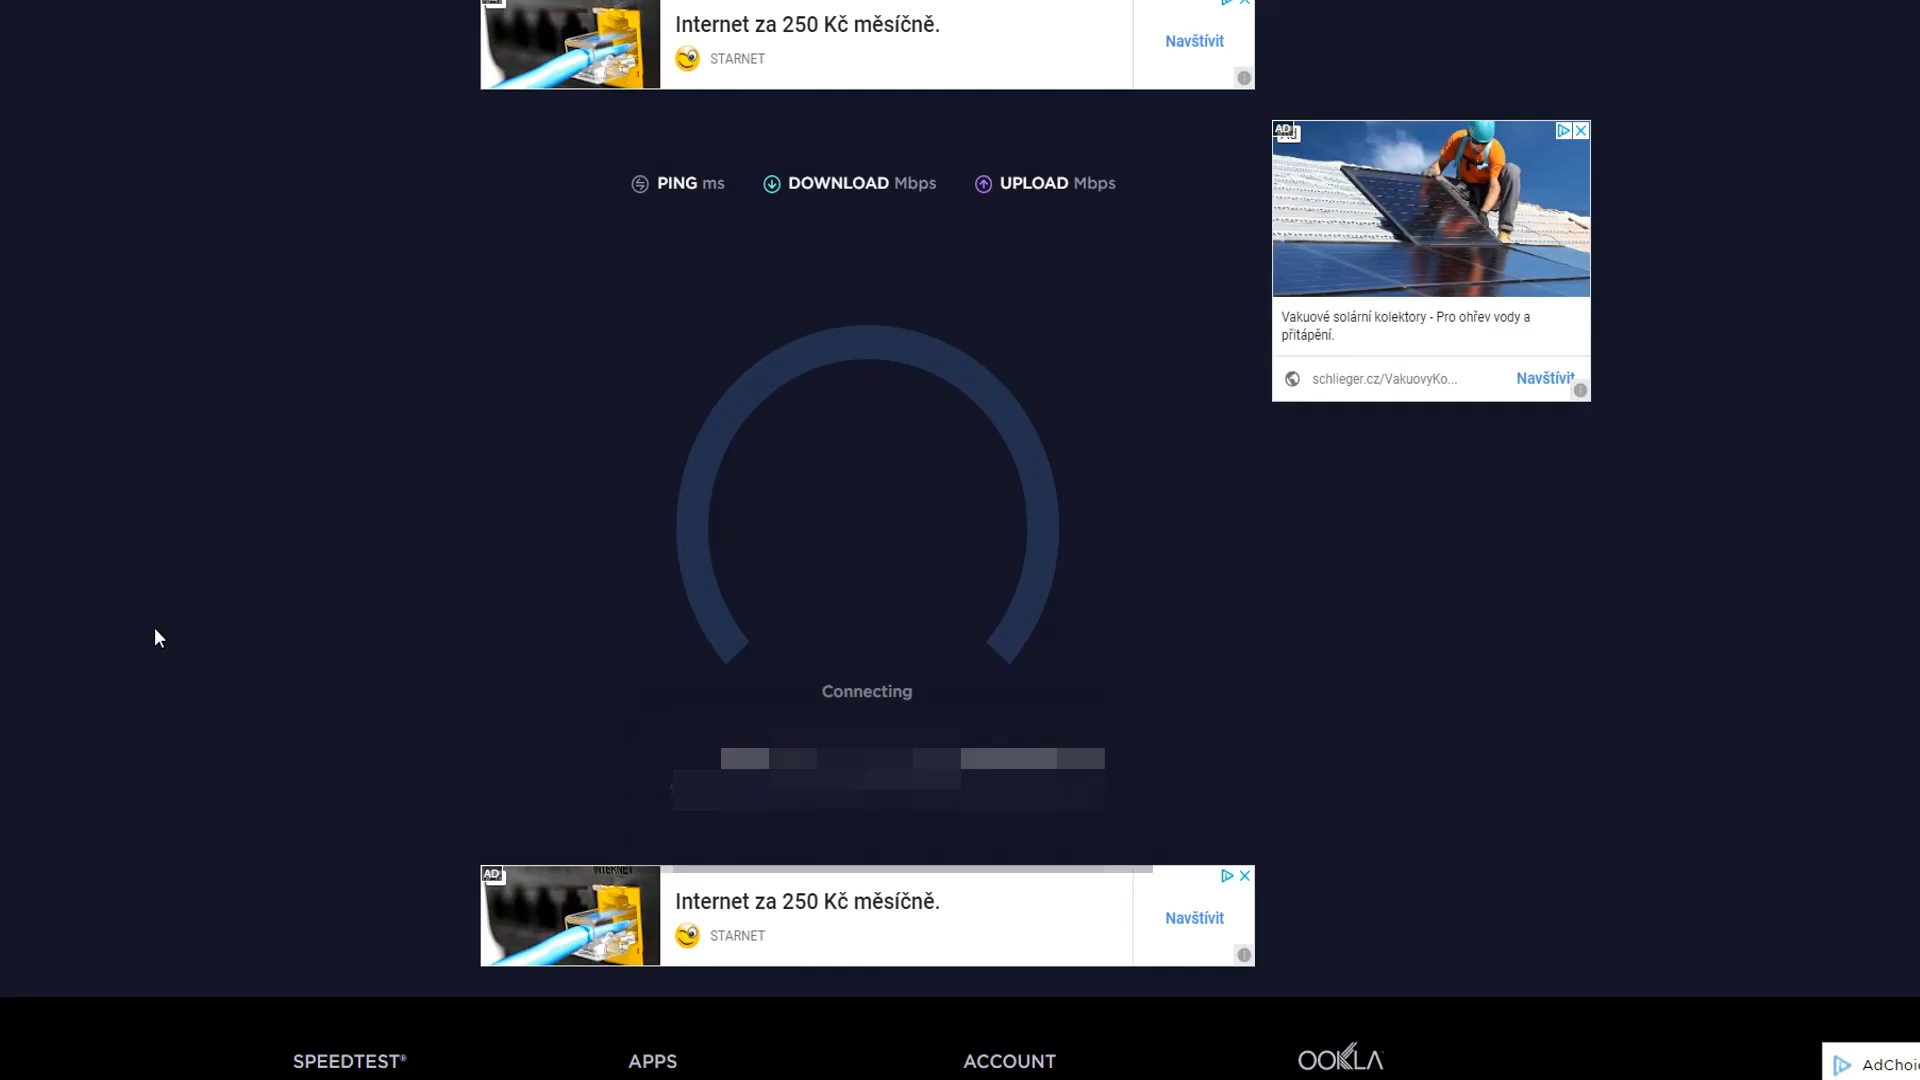 Internet za 250 Kč měsíčně.
STARNET
Navštívit
PING ms
DOWNLOAD Mbps
UPLOAD Mbps
AD
Vakuové solární kolektory - Pro ohřev vody a
přitápění.
schlieger.cz/VakuovyKo...
Navštívit
Connecting
AD
INTERNET
Internet za 250 Kč měsíčně.
STARNET
Navštívit
SPEEDTEST®
APPS
ACCOUNT
OOKLA
AdChoi